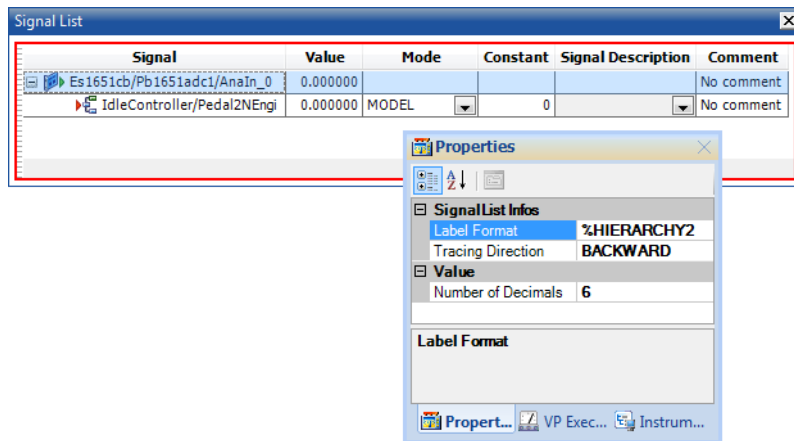 Signal List
Signal Value Mode Constant Signal Description Comment
Es1651cb/Pb1651adc1/AnaIn_0 0.000000 No comment
IdleController/Pedal2NEngi 0.000000 MODEL 0 No comment
Properties
SignalList Infos
Label Format %HIERARCHY2
Tracing Direction BACKWARD
Value
Number of Decimals 6
Label Format
Propert... VP Exec... Instrum...